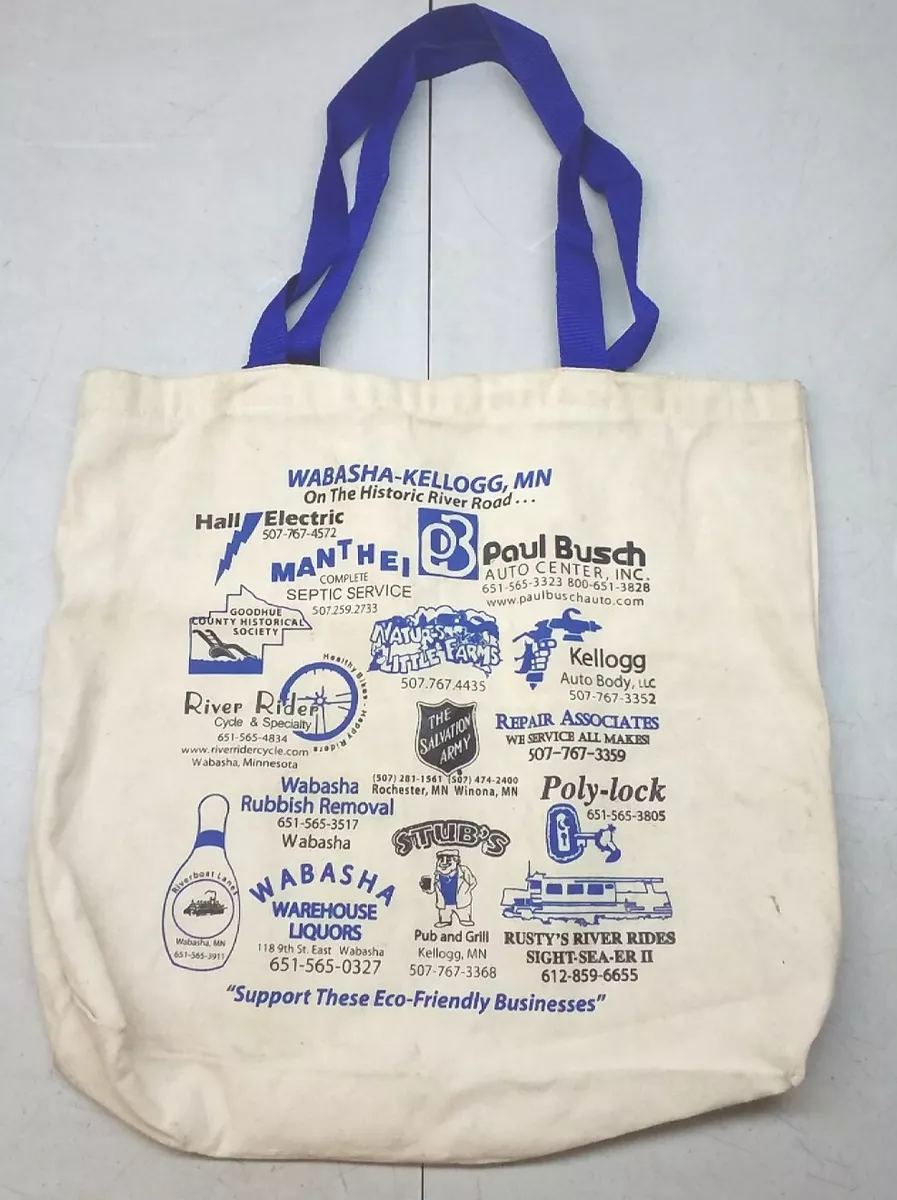 WABASHA-KELLOGG, MN
On The Historic River Road...
Hall Electric
507-767-4572
MANTHEI
COMPLETE
SEPTIC SERVICE
507.259.2733
PB
Paul Busch
AUTO CENTER, INC.
651-565-3323 800-651-3828
www.paulbuschauto.com
GOODHUE
COUNTY HISTORICAL
SOCIETY
NATURES
LITTLE FARMS
507.767.4435
Kellogg
Auto Body, LLC
507-767-3352
River Rider
Cycle & Specialty
651-565-4834
www.riverridercycle.com
Wabasha, Minnesota
Healthy Bikes - Happy Riders
THE
SALVATION
ARMY
(507) 281-1561 (507) 474-2400
Rochester, MN Winona, MN
REPAIR ASSOCIATES
WE SERVICE ALL MAKES!
507-767-3359
Wabasha
Rubbish Removal
651-565-3517
Wabasha
Poly-lock
651-565-3805
Riverboat Lanes
Wabasha, MN
651-565-3911
WABASHA
WAREHOUSE
LIQUORS
118 9th St. East Wabasha
651-565-0327
STUB'S
Pub and Grill
Kellogg, MN
507-767-3368
RUSTY'S RIVER RIDES
SIGHT-SEA-ER II
612-859-6655
"Support These Eco-Friendly Businesses"